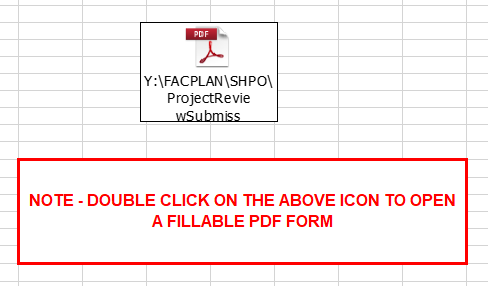 PDF
Y:\FACPLAN\SHPO\
ProjectRevie
wSubmiss
NOTE - DOUBLE CLICK ON THE ABOVE ICON TO OPEN
A FILLABLE PDF FORM